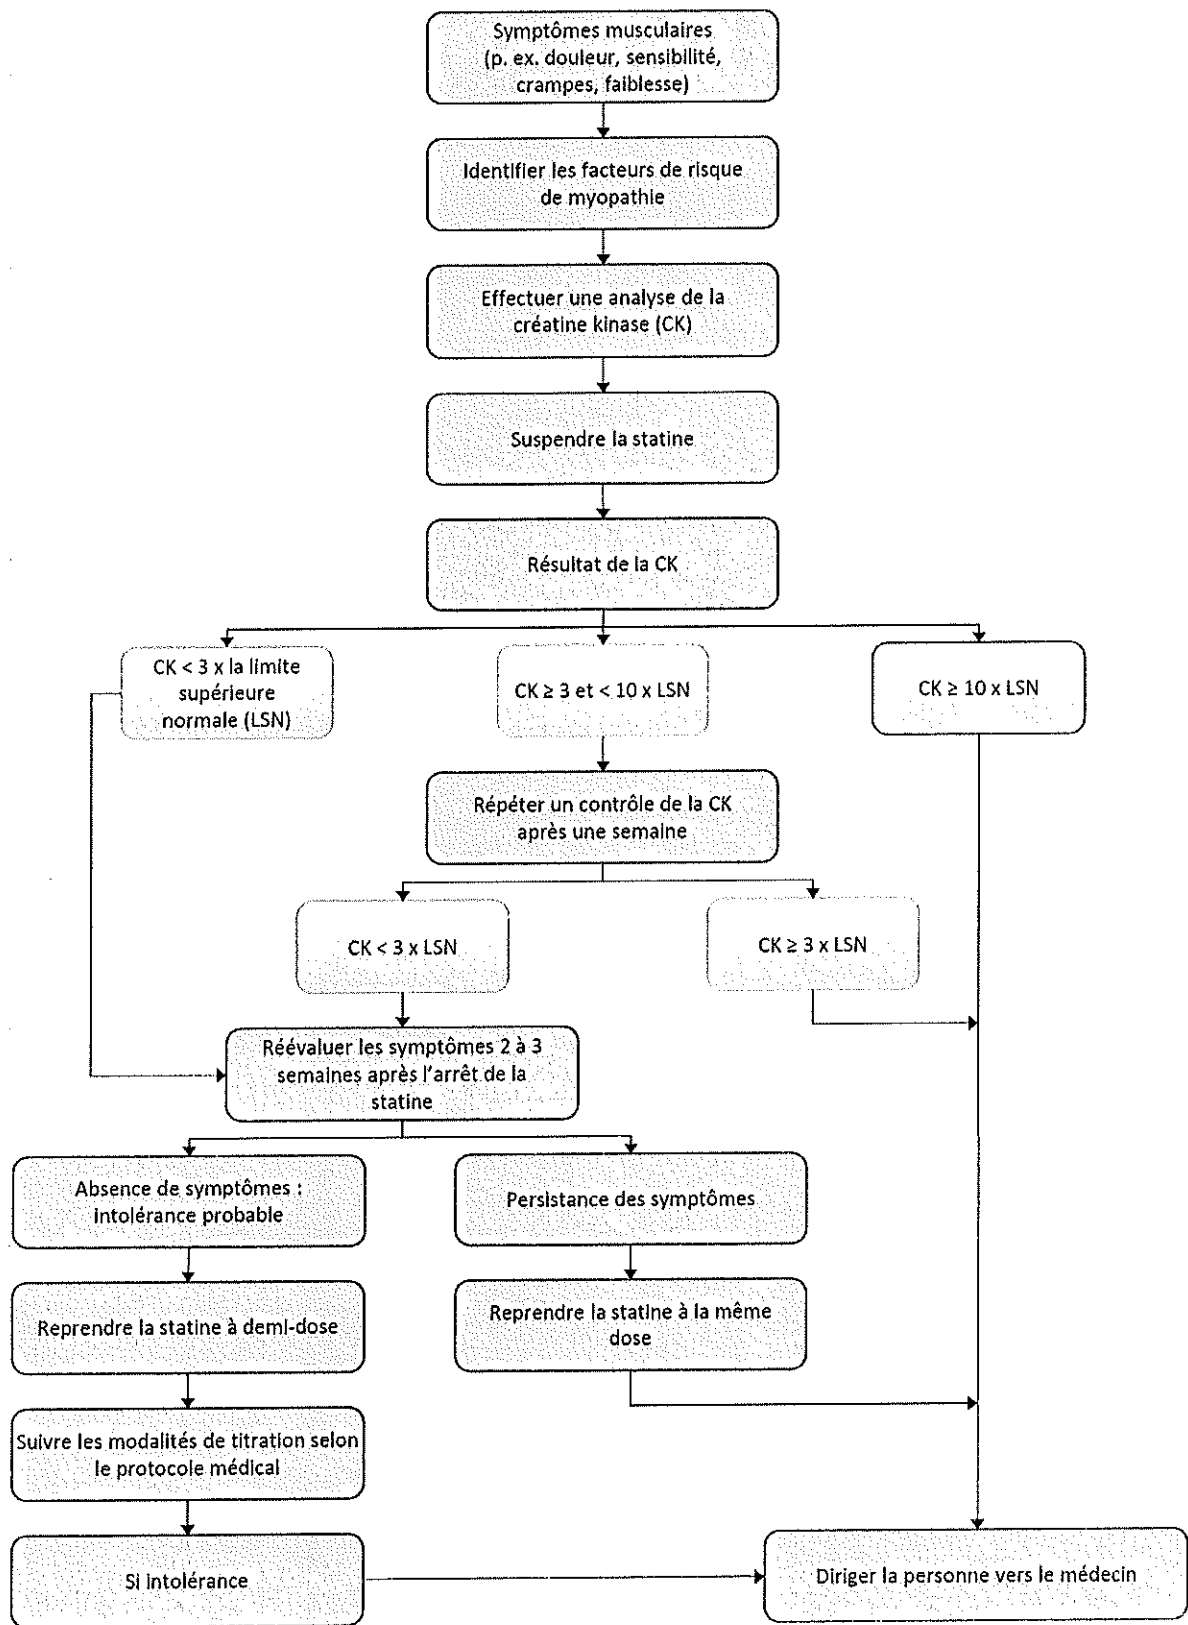 Symptômes musculaires
(p. ex. douleur, sensibilité,
crampes, faiblesse)
Identifier les facteurs de risque
de myopathie
Effectuer une analyse de la
créatine kinase (CK)
Suspendre la statine
Résultat de la CK
CK < 3 x la limite
supérieure
normale (LSN)
CK ≥ 3 et < 10 x LSN
CK ≥ 10 x LSN
Répéter un contrôle de la CK
après une semaine
CK < 3 x LSN
CK ≥ 3 x LSN
Réévaluer les symptômes 2 à 3
semaines après l'arrêt de la
statine
Absence de symptômes :
intolérance probable
Persistance des symptômes
Reprendre la statine à demi-dose
Reprendre la statine à la même
dose
Suivre les modalités de titration selon
le protocole médical
Si intolérance
Diriger la personne vers le médecin